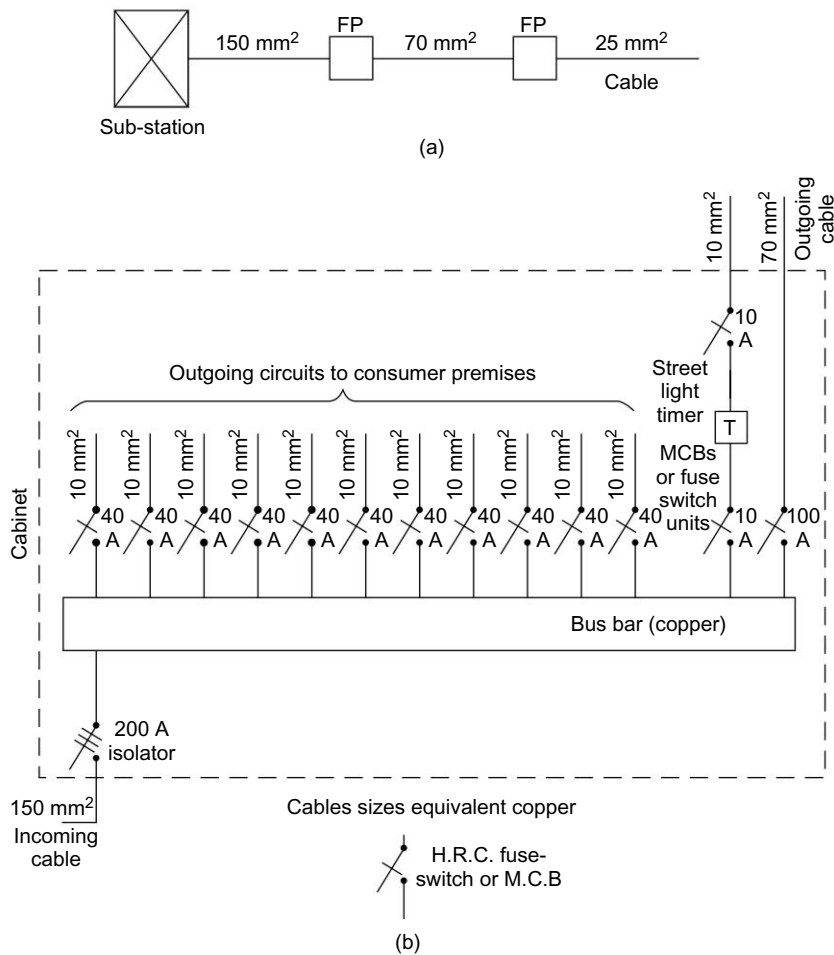 FP
FP
150 mm²
70 mm²
25 mm²
Cable
Sub-station
(a)
10 mm²
70 mm²
Outgoing
cable
10
A
Street
light
timer
T
Outgoing circuits to consumer premises
10 mm²
10 mm²
10 mm²
10 mm²
10 mm²
10 mm²
10 mm²
10 mm²
10 mm²
10 mm²
10 mm²
MCBs
or fuse
switch
units
Cabinet
40
A
40
A
40
A
40
A
40
A
40
A
40
A
40
A
40
A
40
A
40
A
10
A
100
A
Bus bar (copper)
200 A
isolator
150 mm²
Incoming
cable
Cables sizes equivalent copper
H.R.C. fuse-
switch or M.C.B
(b)